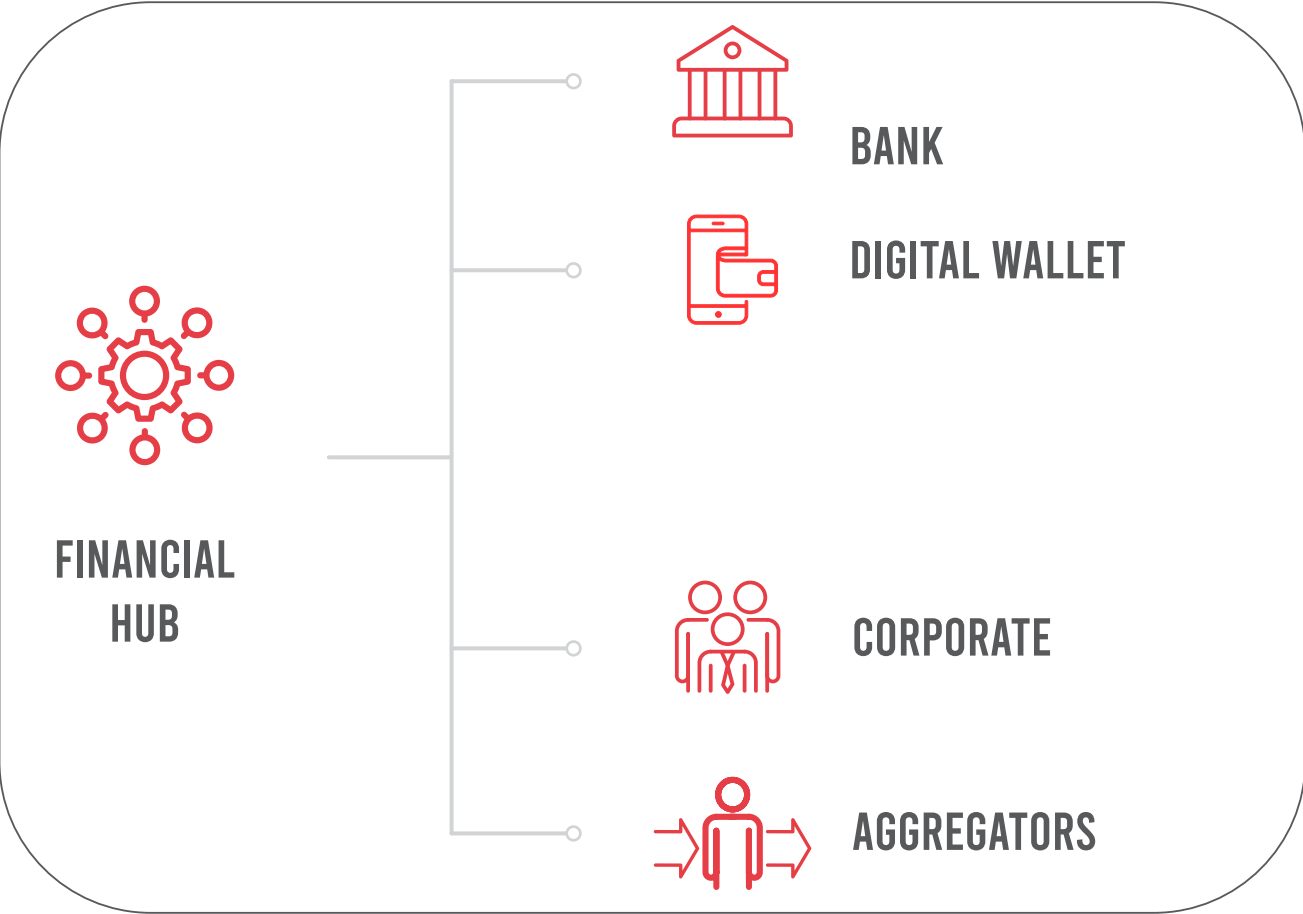 BANK
DIGITAL WALLET
FINANCIAL
HUB
CORPORATE
AGGREGATORS